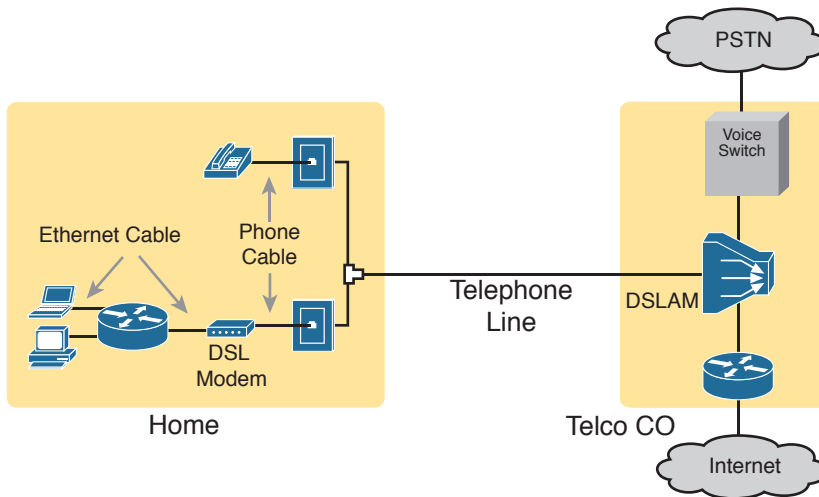 PSTN
Voice
Switch
Ethernet Cable
Phone
Cable
Telephone
Line
DSLAM
DSL
Modem
Home
Telco CO
Internet